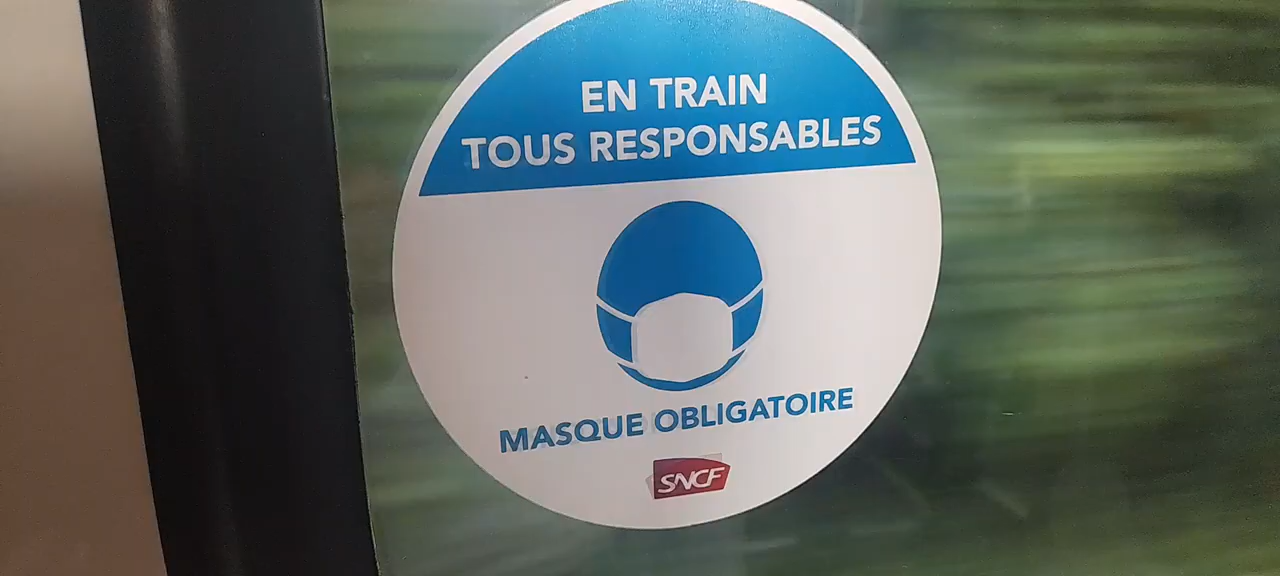 EN TRAIN
TOUS RESPONSABLES
MASQUE OBLIGATOIRE
SNCF